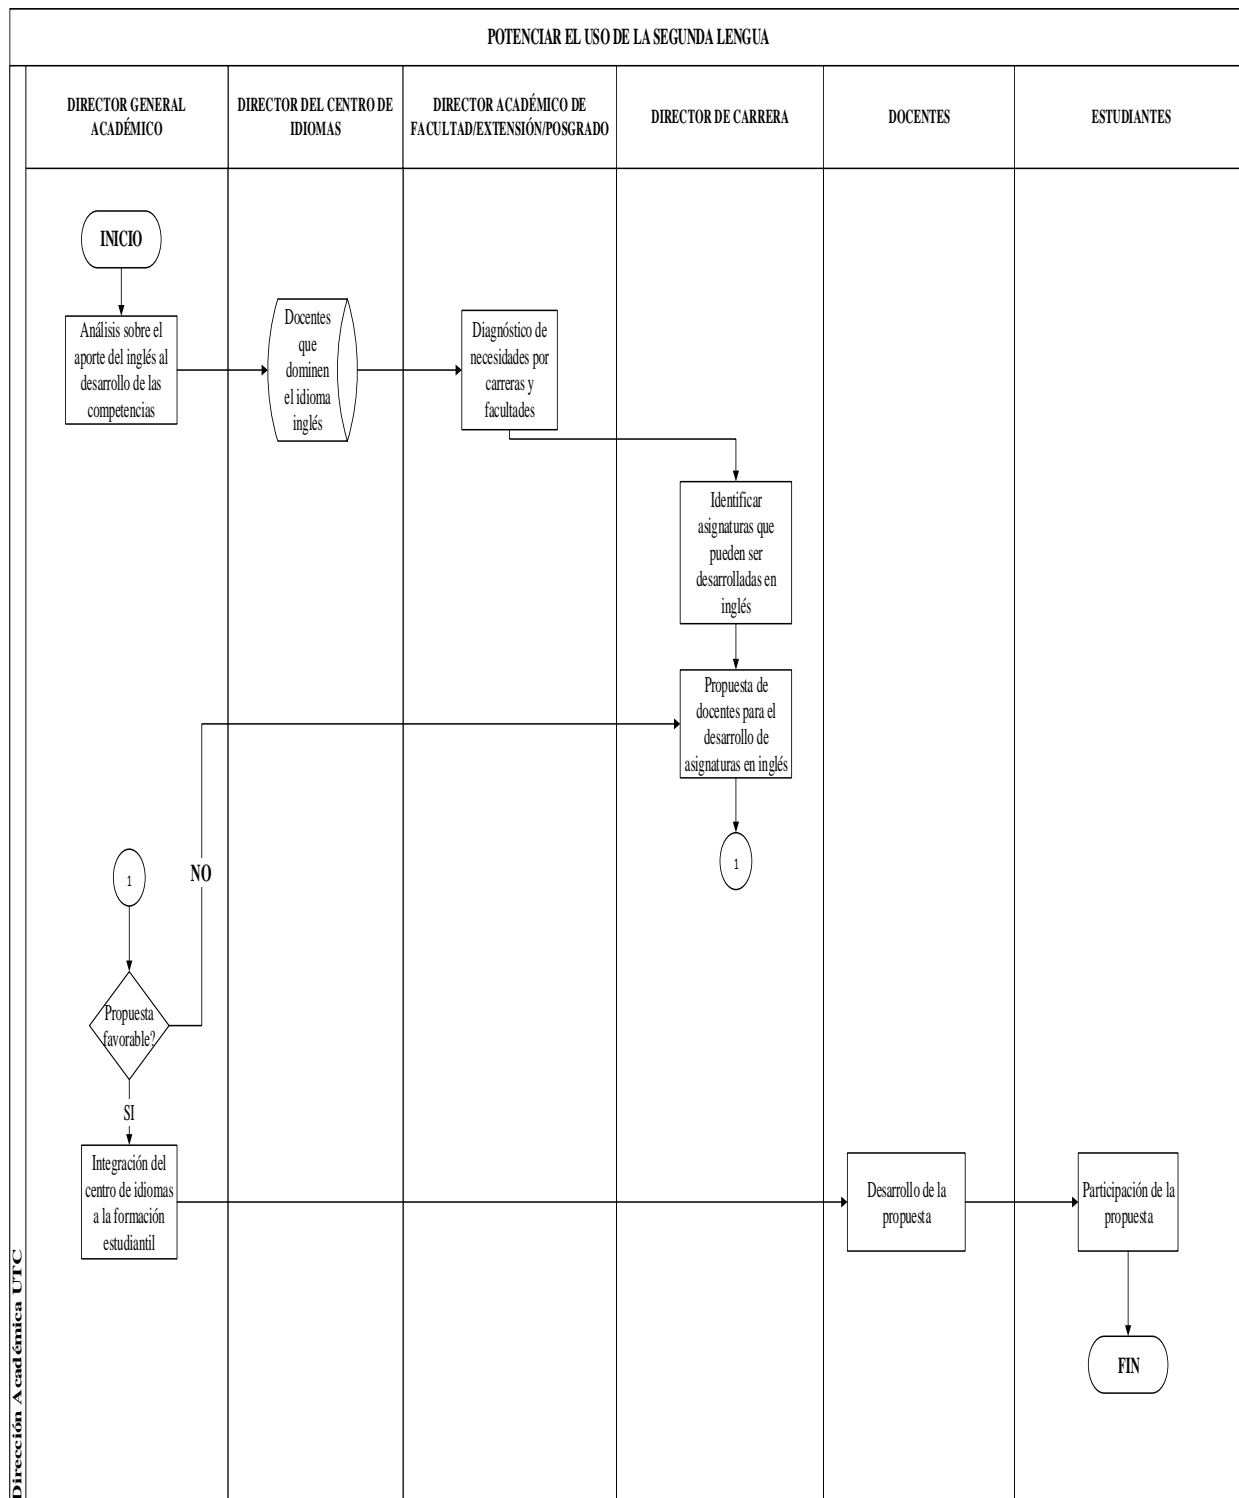 POTENCIAR EL USO DE LA SEGUNDA LENGUA
DIRECTOR GENERAL
ACADÉMICO
DIRECTOR DEL CENTRO DE
IDIOMAS
DIRECTOR ACADÉMICO DE
FACULTAD/EXTENSIÓN/POSGRADO
DIRECTOR DE CARRERA
DOCENTES
ESTUDIANTES
INICIO
Análisis sobre el
aporte del inglés al
desarrollo de las
competencias
Docentes
que
dominen
el idioma
inglés
Diagnóstico de
necesidades por
carreras y
facultades
Identificar
asignaturas que
pueden ser
desarrolladas en
inglés
Propuesta de
docentes para el
desarrollo de
asignaturas en inglés
1
1
NO
Propuesta
favorable?
SI
Integración del
centro de idiomas
a la formación
estudiantil
Desarrollo de la
propuesta
Participación de la
propuesta
FIN
Dirección Académica UTC